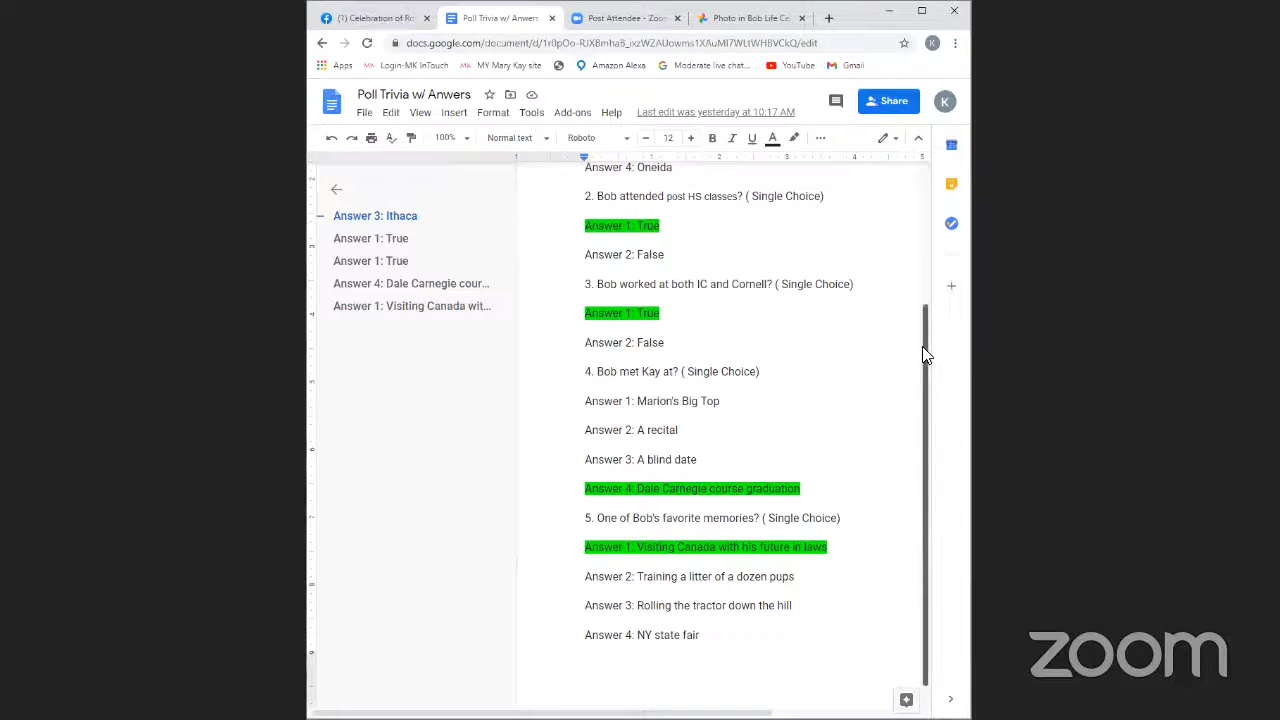 (1) Celebration of Ro
Poll Trivia w/ Anwers
Post Attendee - Zoo
Photo in Bob Life Ce
Apps
Login-MK InTouch
MY Mary Kay site
Amazon Alexa
Moderate live chat...
YouTube
Gmail
Poll Trivia w/ Anwers
File Edit View Insert Format Tools Add-ons Help Last edit was yesterday at 10:17 AM
Share
K
100% Normal text Roboto 12
Answer 3: Ithaca
Answer 1: True
Answer 1: True
Answer 4: Dale Carnegie cour...
Answer 1: Visiting Canada wit...
Answer 4: Oneida
2. Bob attended post HS classes? ( Single Choice)
Answer 1: True
Answer 2: False
3. Bob worked at both IC and Cornell? ( Single Choice)
Answer 1: True
Answer 2: False
4. Bob met Kay at? ( Single Choice)
Answer 1: Marion's Big Top
Answer 2: A recital
Answer 3: A blind date
Answer 4: Dale Carnegie course graduation
5. One of Bob's favorite memories? ( Single Choice)
Answer 1: Visiting Canada with his future in laws
Answer 2: Training a litter of a dozen pups
Answer 3: Rolling the tractor down the hill
Answer 4: NY state fair
zoom